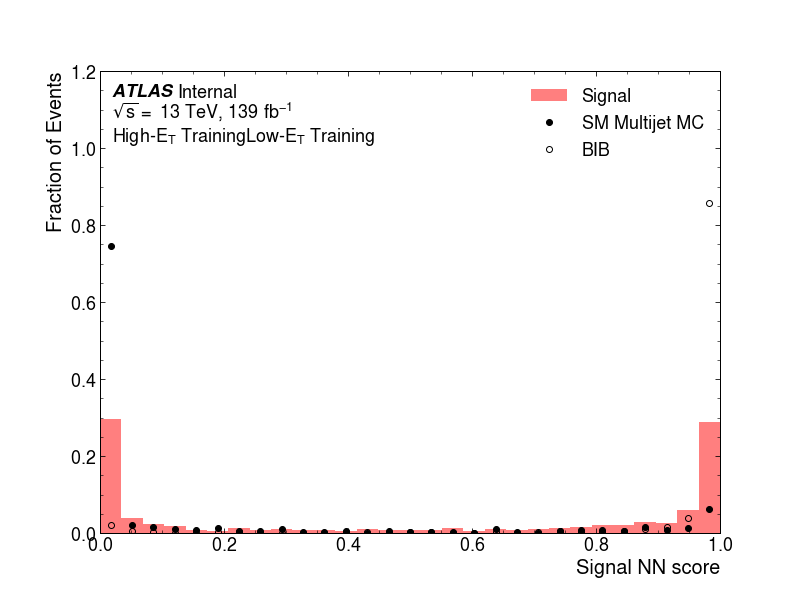 ATLAS Internal
√s = 13 TeV, 139 fb⁻¹
High-E_T TrainingLow-E_T Training
Signal
SM Multijet MC
BIB
Fraction of Events
1.2
1.0
0.8
0.6
0.4
0.2
0.0
0.0 0.2 0.4 0.6 0.8 1.0
Signal NN score